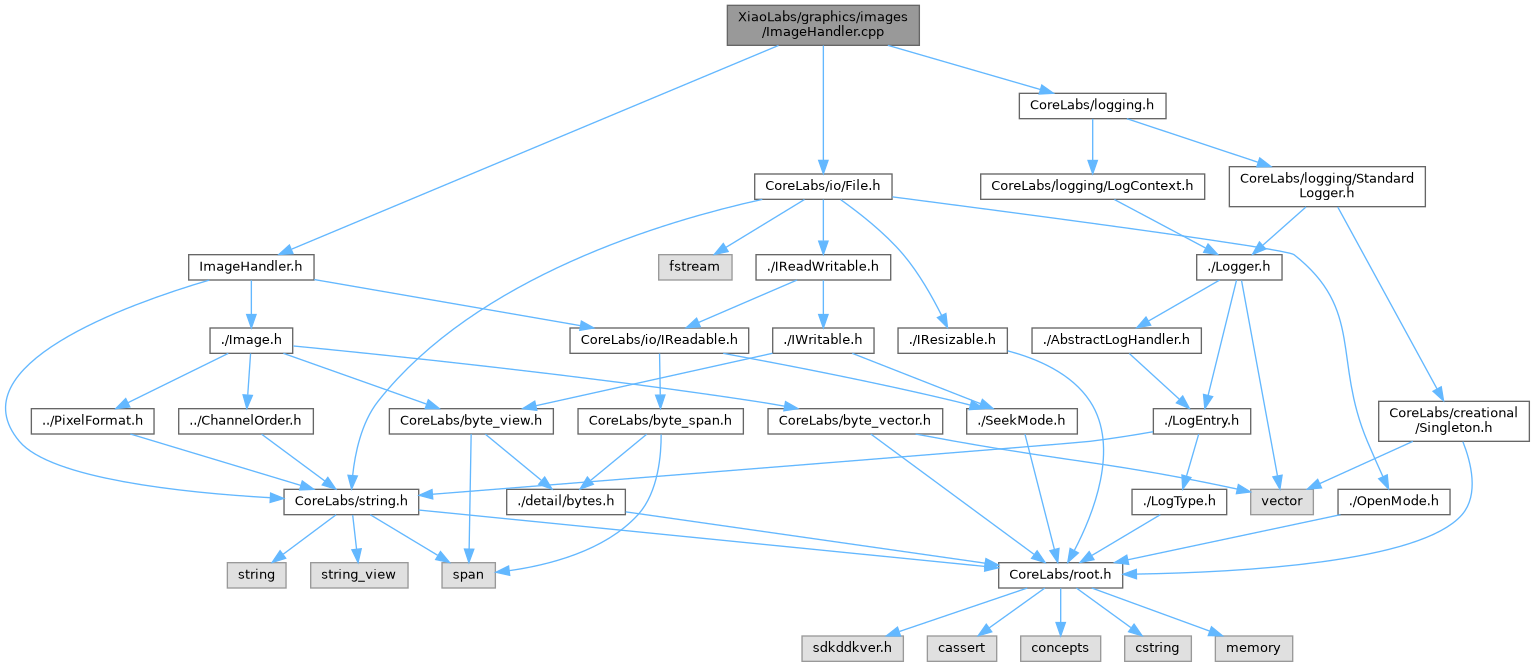 XiaoLabs/graphics/images
/ImageHandler.cpp
CoreLabs/logging.h
CoreLabs/io/File.h
CoreLabs/logging/LogContext.h
CoreLabs/logging/Standard
Logger.h
ImageHandler.h
fstream
./IReadWritable.h
./Logger.h
./Image.h
CoreLabs/io/IReadable.h
./IWritable.h
./IResizable.h
./AbstractLogHandler.h
../PixelFormat.h
../ChannelOrder.h
CoreLabs/byte_view.h
CoreLabs/byte_span.h
CoreLabs/byte_vector.h
./SeekMode.h
./LogEntry.h
CoreLabs/creational
/Singleton.h
CoreLabs/string.h
./detail/bytes.h
./LogType.h
vector
./OpenMode.h
string
string_view
span
CoreLabs/root.h
sdkddkver.h
cassert
concepts
cstring
memory